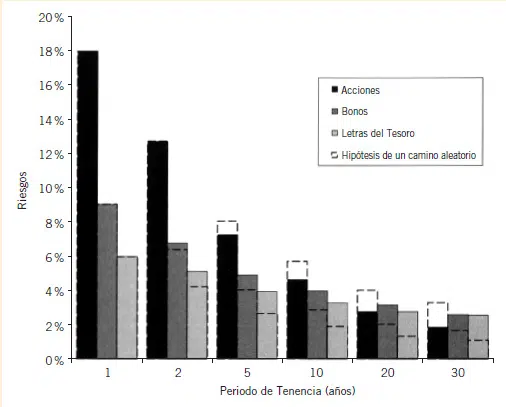 20%
18%
16%
14%
12%
10%
8%
6%
4%
2%
0%
Riesgos
Acciones
Bonos
Letras del Tesoro
Hipótesis de un camino aleatorio
1 2 5 10 20 30
Periodo de Tenencia (años)